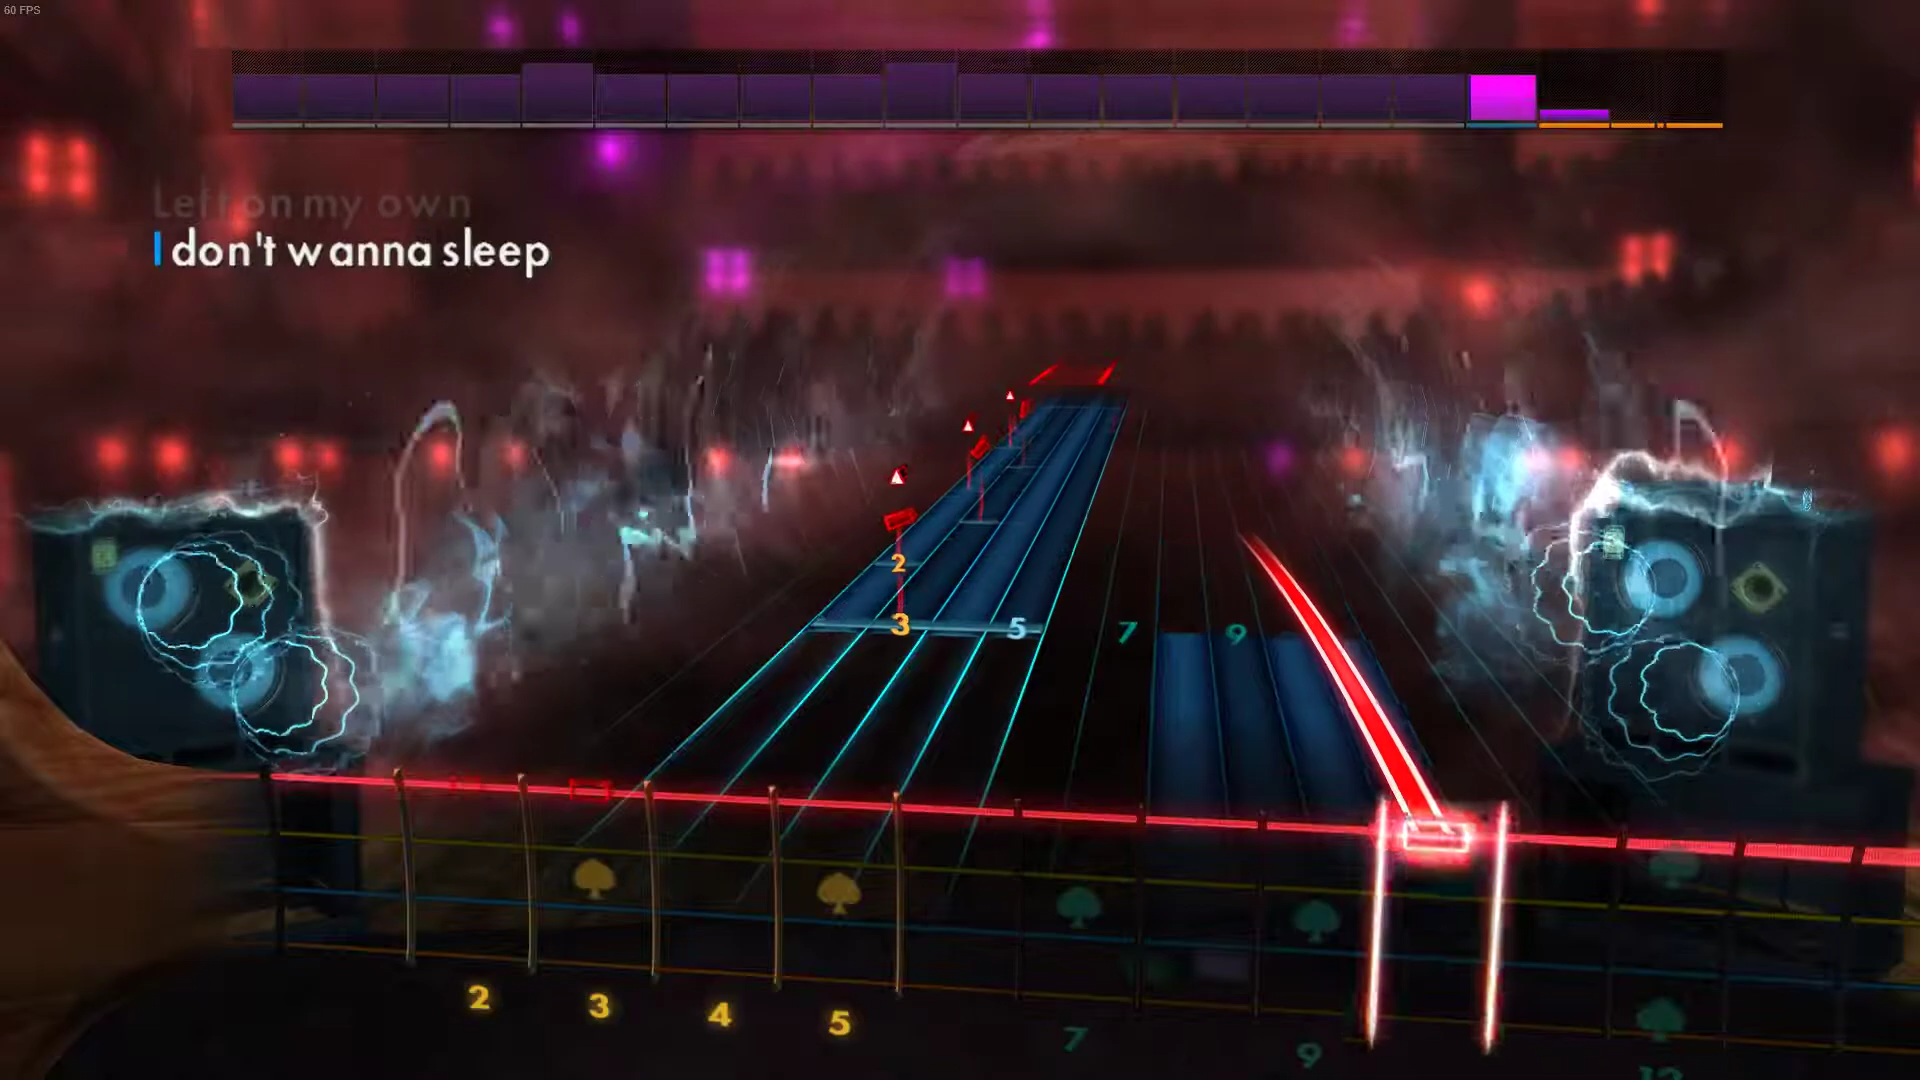 60 FPS
Left on my own
I don't wanna sleep
2
3 5 7 9
2 3 4 5 7 9 12